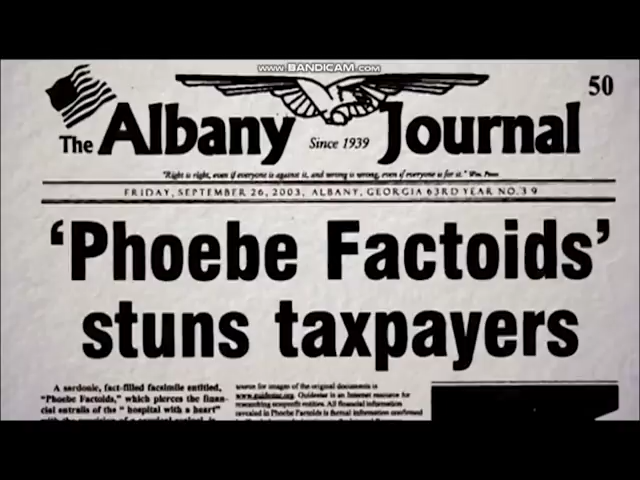 www.BANDICAM.com
50
The Albany Journal
Since 1939
"Right is right, even if everyone is against it, and wrong is wrong, even if everyone is for it." Wm. Penn
FRIDAY, SEPTEMBER 26, 2003, ALBANY, GEORGIA 63RD YEAR NO.39
'Phoebe Factoids'
stuns taxpayers
A sardonic, fact-filled facsimile entitled,
"Phoebe Factoids," which pierces the finan-
cial entrails of the " hospital with a heart"
source for images of the original documents is
www.guidestar.org. Guidestar is an Internet resource for
researching nonprofit entities. All financial information
revealed in Phoebe Factoids is factual information confirmed